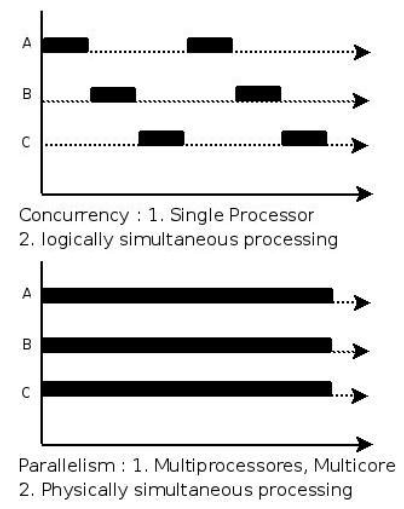 A
B
C
Concurrency : 1. Single Processor
2. logically simultaneous processing
A
B
C
Parallelism : 1. Multiprocessores, Multicore
2. Physically simultaneous processing